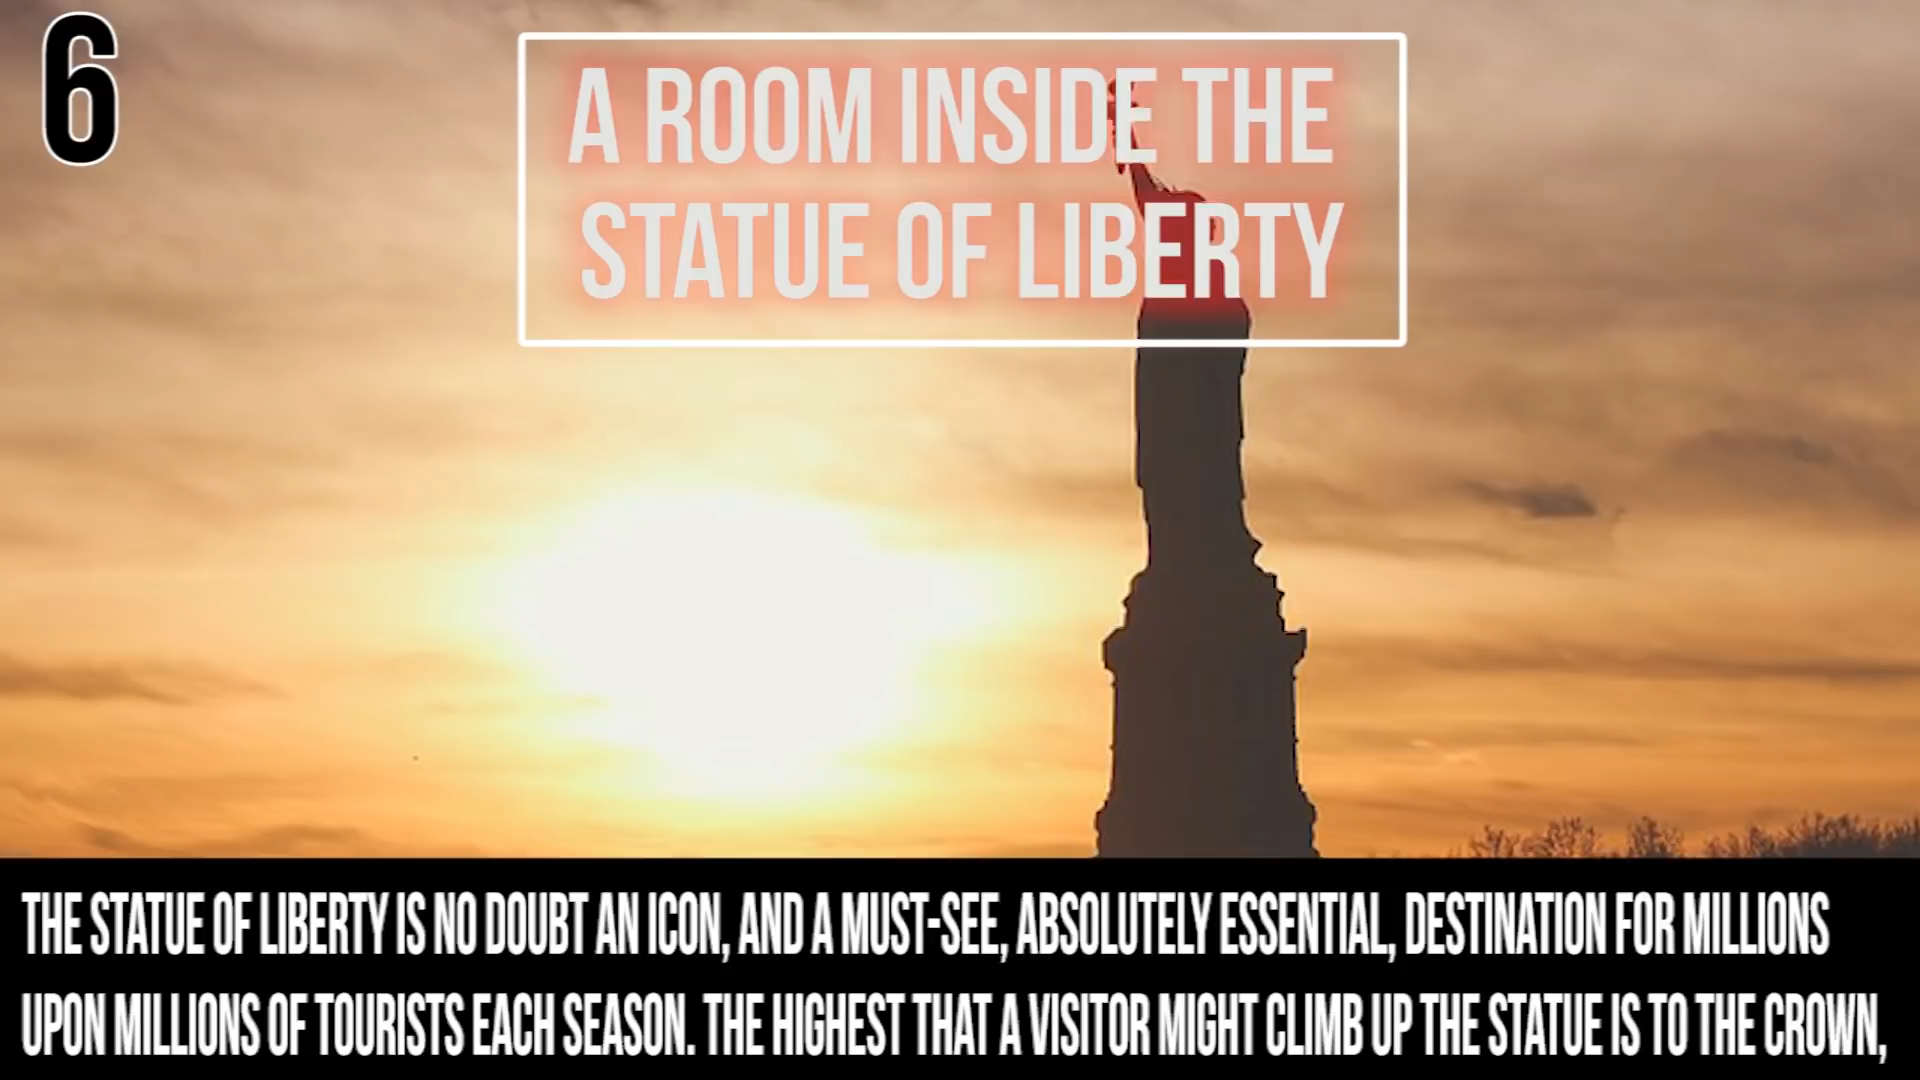 6
A ROOM INSIDE THE
STATUE OF LIBERTY
THE STATUE OF LIBERTY IS NO DOUBT AN ICON, AND A MUST-SEE, ABSOLUTELY ESSENTIAL, DESTINATION FOR MILLIONS
UPON MILLIONS OF TOURISTS EACH SEASON. THE HIGHEST THAT A VISITOR MIGHT CLIMB UP THE STATUE IS TO THE CROWN,